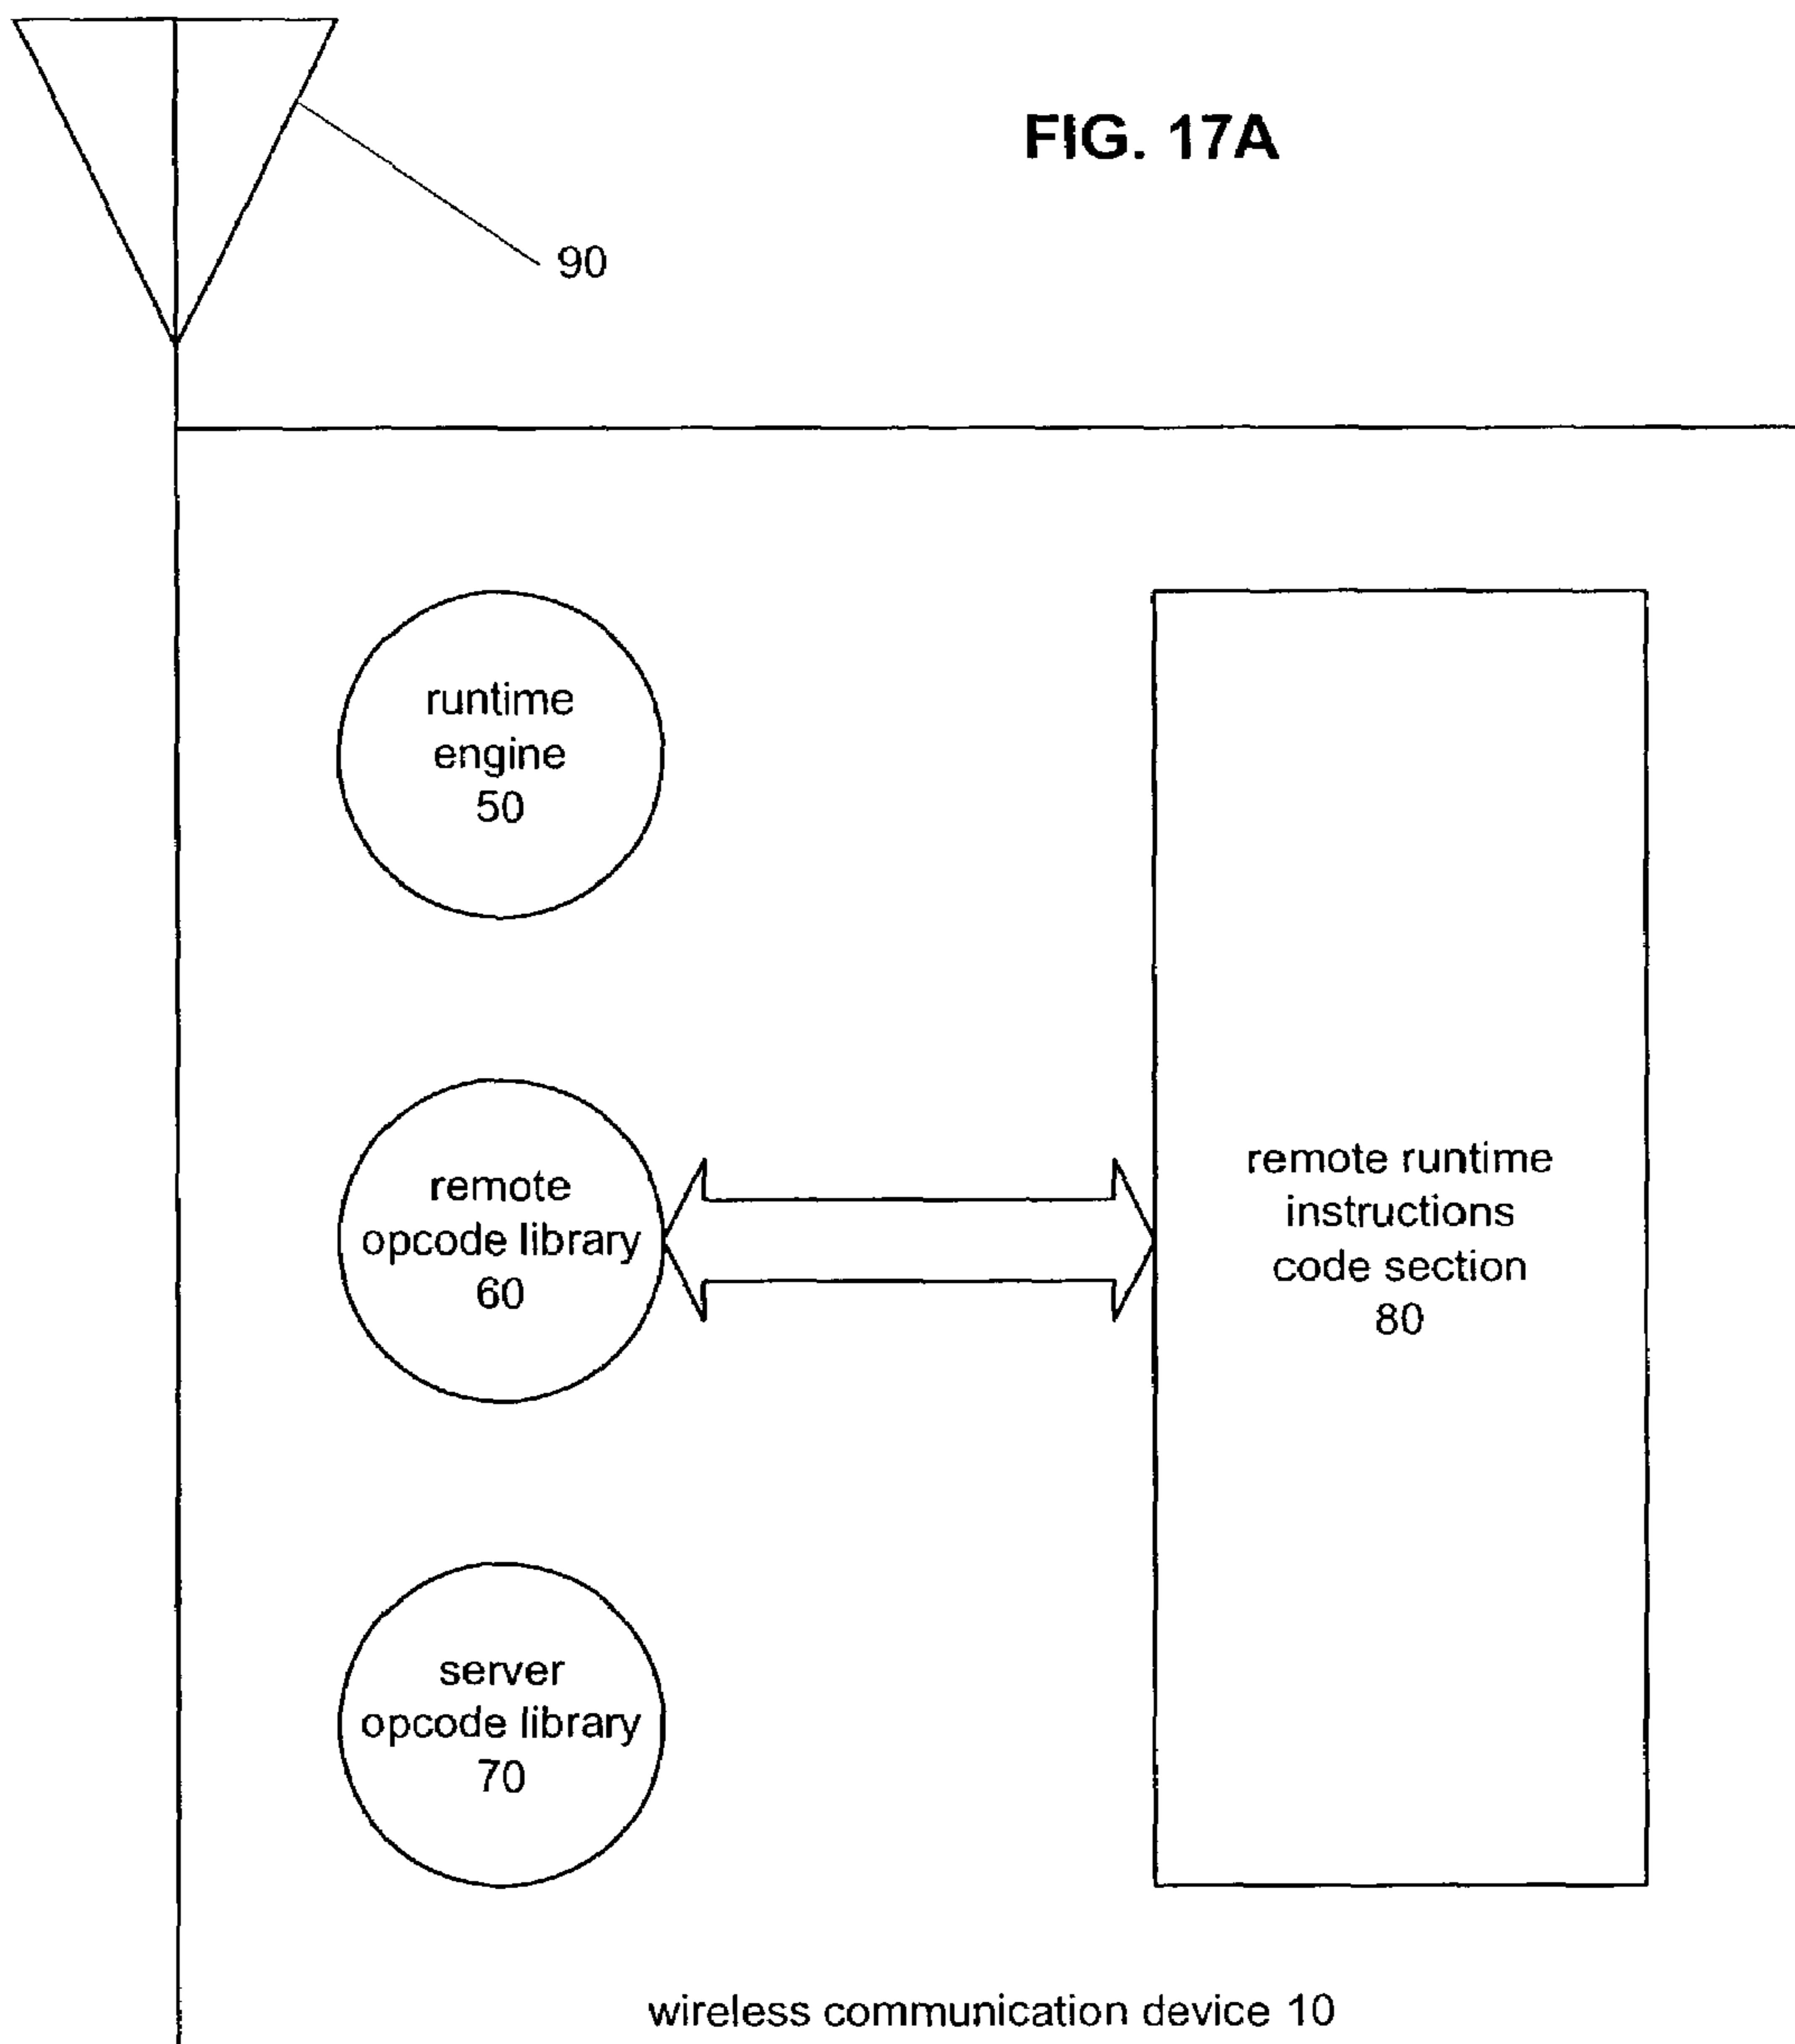 FIG. 17A
90
runtime
engine
50
remote
opcode library
60
remote runtime
instructions
code section
80
server
opcode library
70
wireless communication device 10